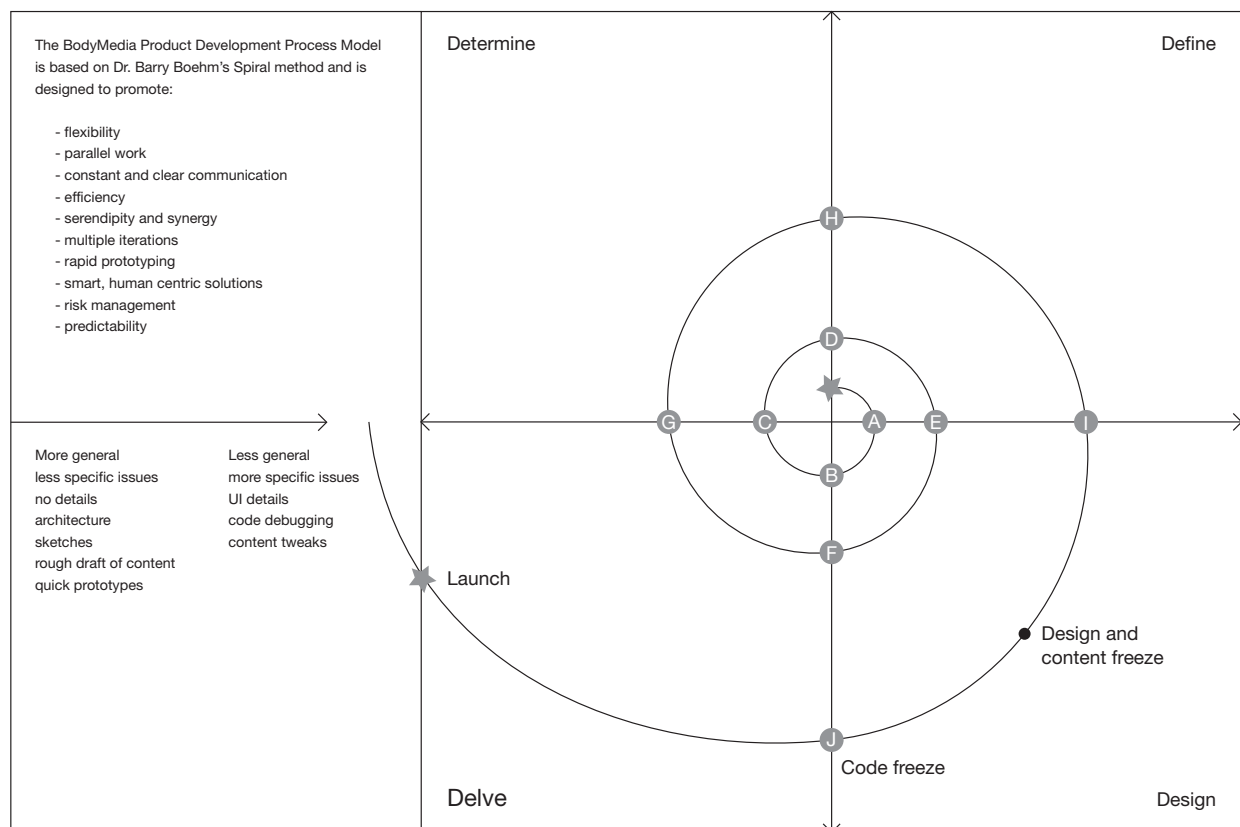 The BodyMedia Product Development Process Model
is based on Dr. Barry Boehm’s Spiral method and is
designed to promote:
- flexibility
- parallel work
- constant and clear communication
- efficiency
- serendipity and synergy
- multiple iterations
- rapid prototyping
- smart, human centric solutions
- risk management
- predictability
More general
less specific issues
no details
architecture
sketches
rough draft of content
quick prototypes
Less general
more specific issues
UI details
code debugging
content tweaks
Determine
Define
H
D
G
C
A
E
I
B
F
Launch
Design and
content freeze
J
Code freeze
Delve
Design